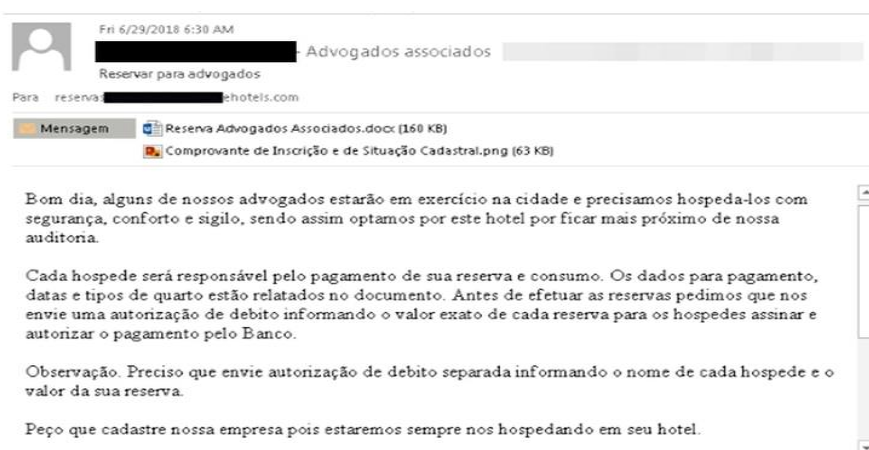 Fri 6/29/2018 6:30 AM
- Advogados associados
Reservar para advogados
Para reservas ehotels.com
Mensagem Reserva Advogados Associados.docx (160 KB)
Comprovante de Inscrição e de Situação Cadastral.png (63 KB)
Bom dia, alguns de nossos advogados estarão em exercício na cidade e precisamos hospeda-los com
segurança, conforto e sigilo, sendo assim optamos por este hotel por ficar mais próximo de nossa
auditoria.
Cada hospede será responsável pelo pagamento de sua reserva e consumo. Os dados para pagamento,
datas e tipos de quarto estão relatados no documento. Antes de efetuar as reservas pedimos que nos
envie uma autorização de debito informando o valor exato de cada reserva para os hospedes assinar e
autorizar o pagamento pelo Banco.
Observação. Preciso que envie autorização de debito separada informando o nome de cada hospede e o
valor da sua reserva.
Peço que cadastre nossa empresa pois estaremos sempre nos hospedando em seu hotel.